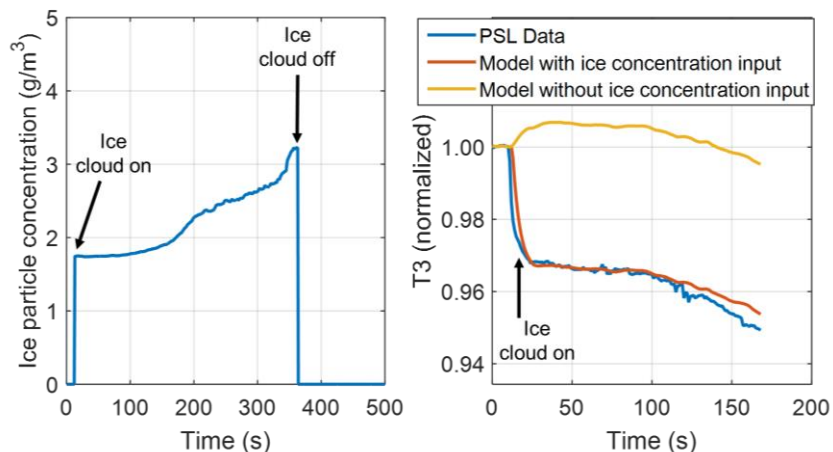 Ice particle concentration (g/m³)
5
4
3
2
1
0
Ice
cloud on
Ice
cloud off
0 100 200 300 400 500
Time (s)
T3 (normalized)
PSL Data
Model with ice concentration input
Model without ice concentration input
1.00
0.98
0.96
0.94
Ice
cloud on
0 50 100 150 200
Time (s)